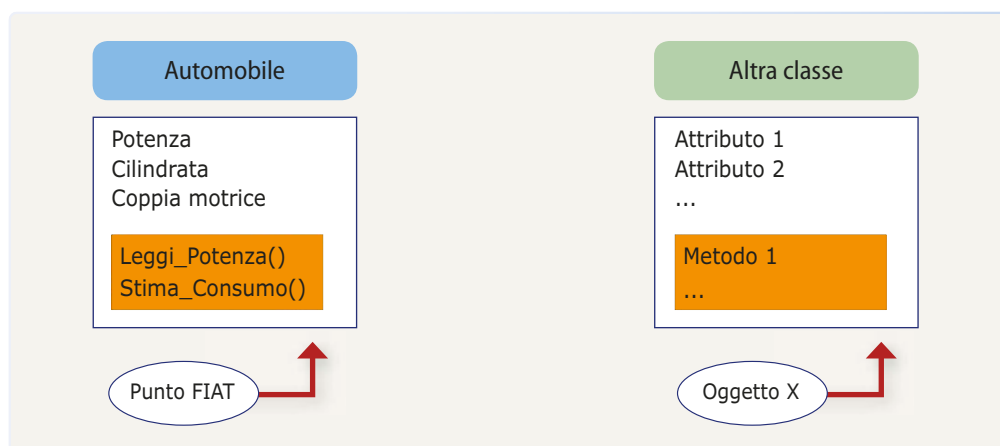 Automobile
Potenza
Cilindrata
Coppia motrice
Leggi_Potenza()
Stima_Consumo()
Punto FIAT
Altra classe
Attributo 1
Attributo 2
...
Metodo 1
...
Oggetto X